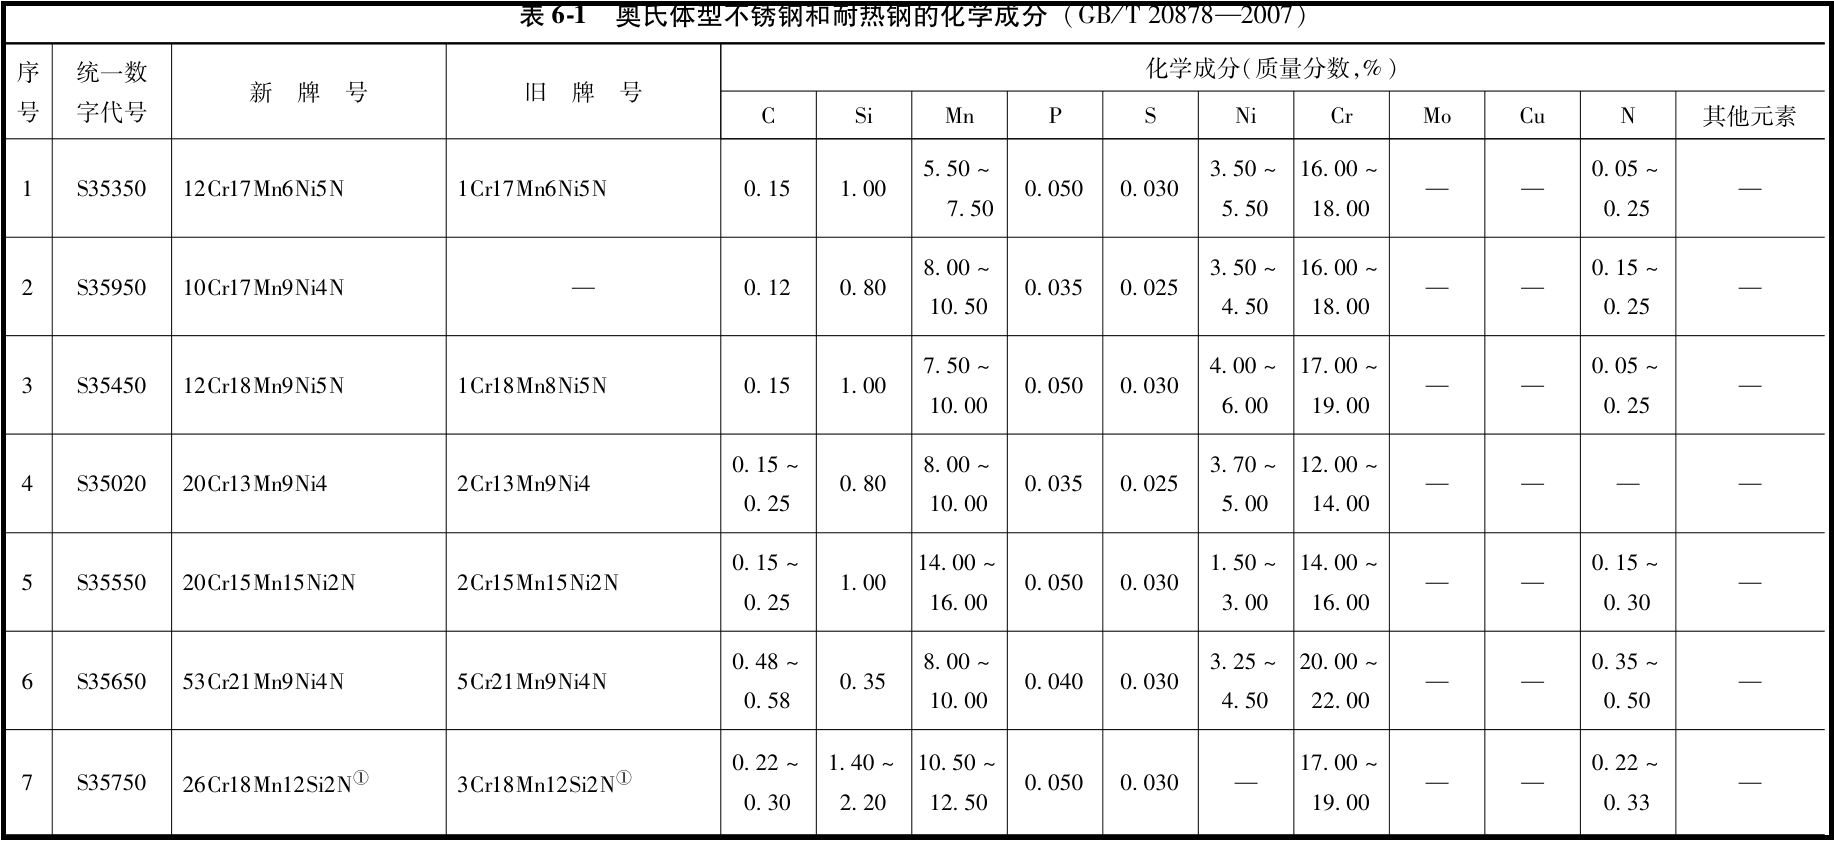 表 6-1 奥氏体型不锈钢和耐热钢的化学成分 (GB/T 20878—2007)
序号 统一数字代号 新牌号 旧牌号 化学成分(质量分数,%)
C Si Mn P S Ni Cr Mo Cu N 其他元素
1 S35350 12Cr17Mn6Ni5N 1Cr17Mn6Ni5N 0.15 1.00 5.50~7.50 0.050 0.030 3.50~5.50 16.00~18.00 — — 0.05~0.25 —
2 S35950 10Cr17Mn9Ni4N — 0.12 0.80 8.00~10.50 0.035 0.025 3.50~4.50 16.00~18.00 — — 0.15~0.25 —
3 S35450 12Cr18Mn9Ni5N 1Cr18Mn8Ni5N 0.15 1.00 7.50~10.00 0.050 0.030 4.00~6.00 17.00~19.00 — — 0.05~0.25 —
4 S35020 20Cr13Mn9Ni4 2Cr13Mn9Ni4 0.15~0.25 0.80 8.00~10.00 0.035 0.025 3.70~5.00 12.00~14.00 — — — —
5 S35550 20Cr15Mn15Ni2N 2Cr15Mn15Ni2N 0.15~0.25 1.00 14.00~16.00 0.050 0.030 1.50~3.00 14.00~16.00 — — 0.15~0.30 —
6 S35650 53Cr21Mn9Ni4N 5Cr21Mn9Ni4N 0.48~0.58 0.35 8.00~10.00 0.040 0.030 3.25~4.50 20.00~22.00 — — 0.35~0.50 —
7 S35750 26Cr18Mn12Si2N① 3Cr18Mn12Si2N① 0.22~0.30 1.40~2.20 10.50~12.50 0.050 0.030 — 17.00~19.00 — — 0.22~0.33 —